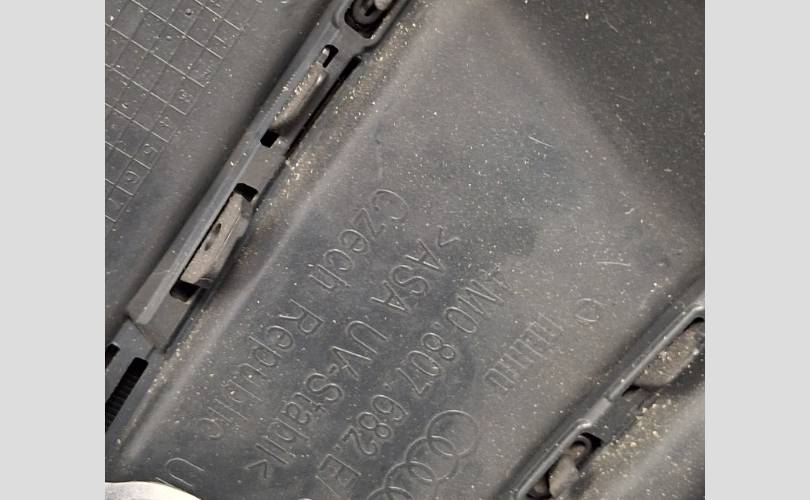 4M0.807.682.E
>ASA UV-Stabil<
Czech Republic